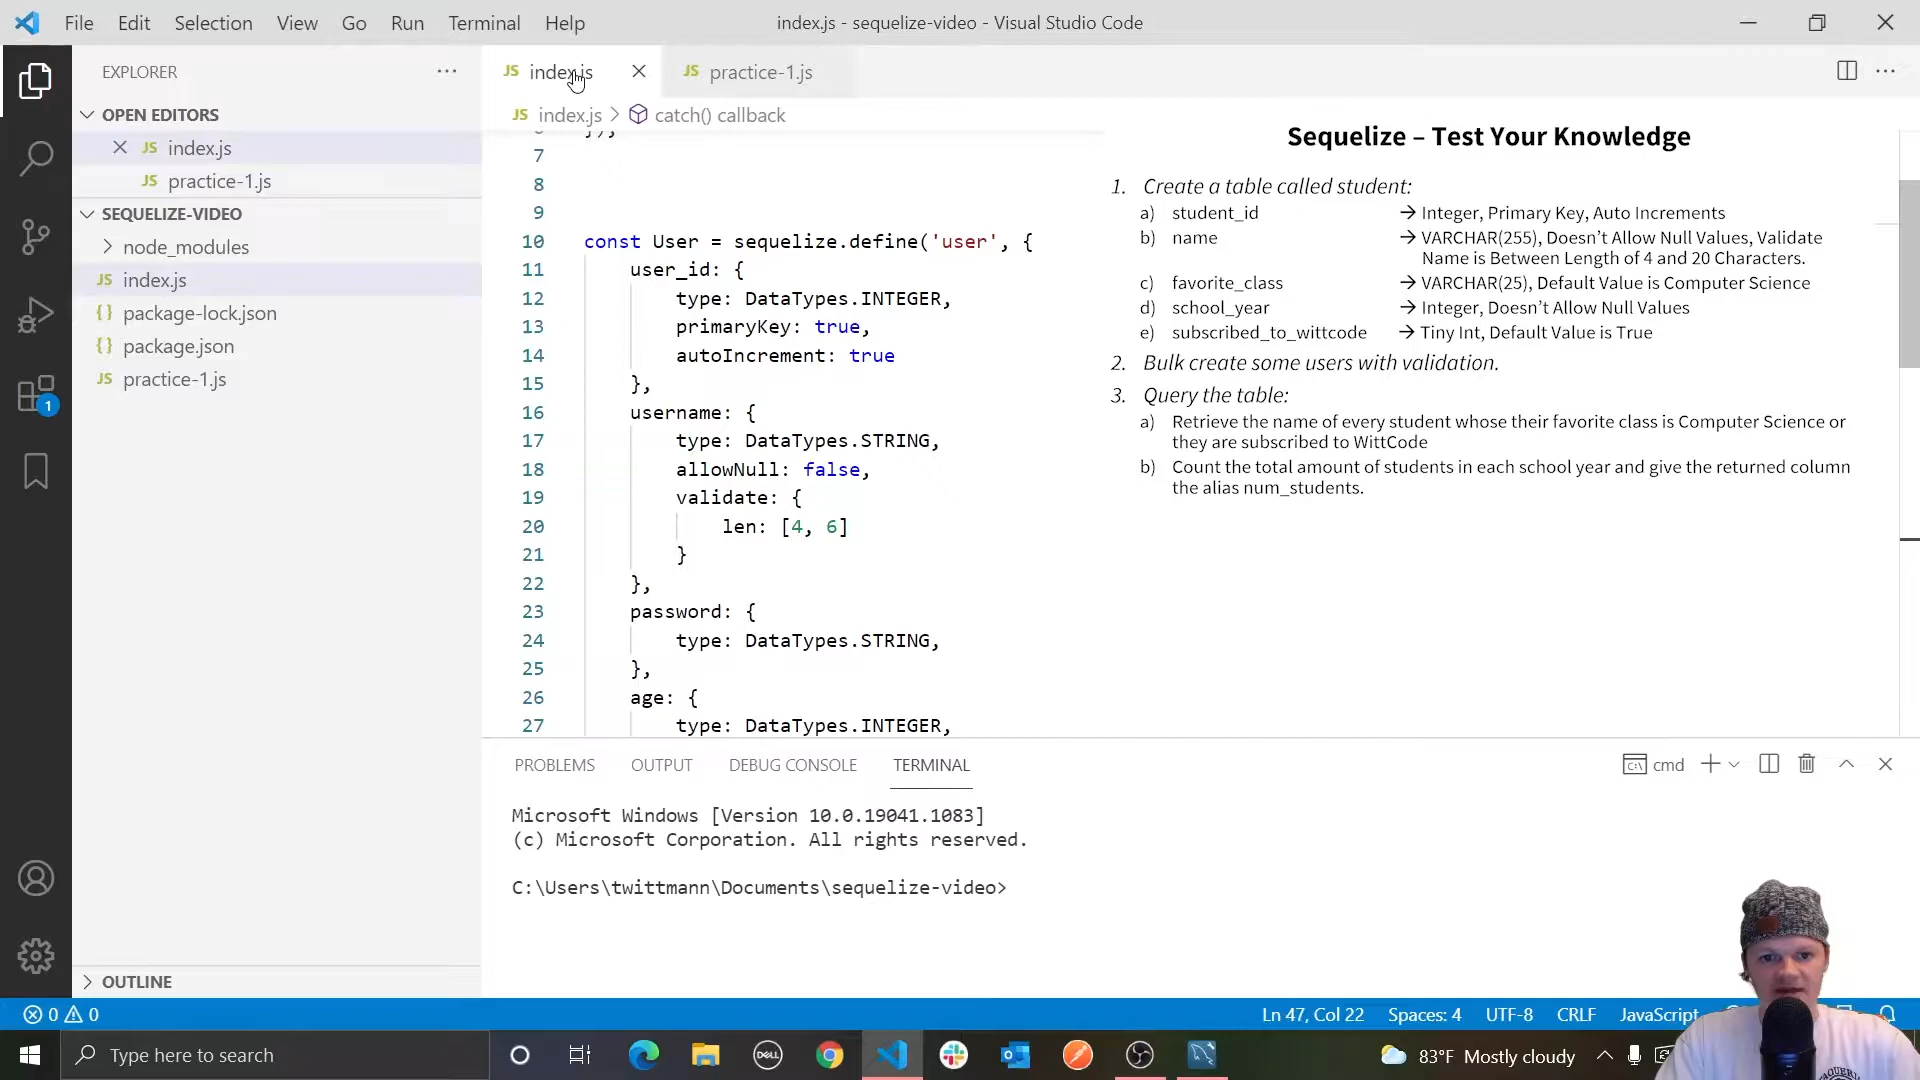 File Edit Selection View Go Run Terminal Help
index.js - sequelize-video - Visual Studio Code
EXPLORER
OPEN EDITORS
JS index.js
JS practice-1.js
SEQUELIZE-VIDEO
node_modules
JS index.js
{} package-lock.json
{} package.json
JS practice-1.js
OUTLINE
1
JS index.js
JS practice-1.js
JS index.js > catch() callback
7
8
9
10 const User = sequelize.define('user', {
11 user_id: {
12 type: DataTypes.INTEGER,
13 primaryKey: true,
14 autoIncrement: true
15 },
16 username: {
17 type: DataTypes.STRING,
18 allowNull: false,
19 validate: {
20 len: [4, 6]
21 }
22 },
23 password: {
24 type: DataTypes.STRING,
25 },
26 age: {
27 type: DataTypes.INTEGER,
Sequelize – Test Your Knowledge
1. Create a table called student:
a) student_id → Integer, Primary Key, Auto Increments
b) name → VARCHAR(255), Doesn't Allow Null Values, Validate
Name is Between Length of 4 and 20 Characters.
c) favorite_class → VARCHAR(25), Default Value is Computer Science
d) school_year → Integer, Doesn't Allow Null Values
e) subscribed_to_wittcode → Tiny Int, Default Value is True
2. Bulk create some users with validation.
3. Query the table:
a) Retrieve the name of every student whose their favorite class is Computer Science or
they are subscribed to WittCode
b) Count the total amount of students in each school year and give the returned column
the alias num_students.
PROBLEMS OUTPUT DEBUG CONSOLE TERMINAL
cmd
Microsoft Windows [Version 10.0.19041.1083]
(c) Microsoft Corporation. All rights reserved.
C:\Users\twittmann\Documents\sequelize-video>
0 0
Ln 47, Col 22 Spaces: 4 UTF-8 CRLF JavaScript
Type here to search
DELL
83°F Mostly cloudy